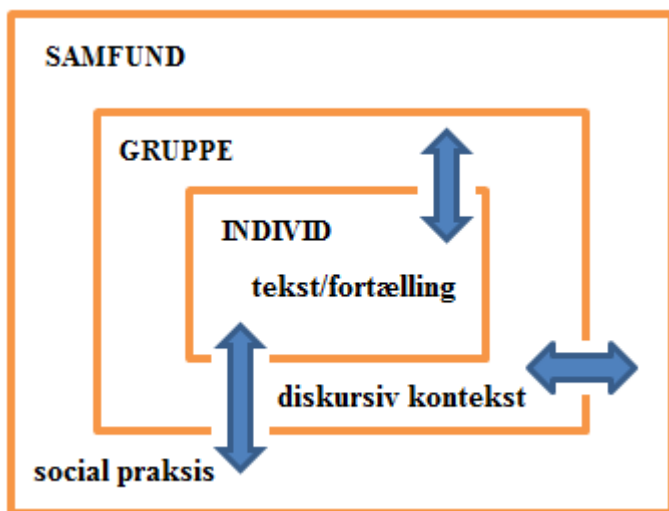 SAMFUND
GRUPPE
INDIVID
tekst/fortælling
diskursiv kontekst
social praksis